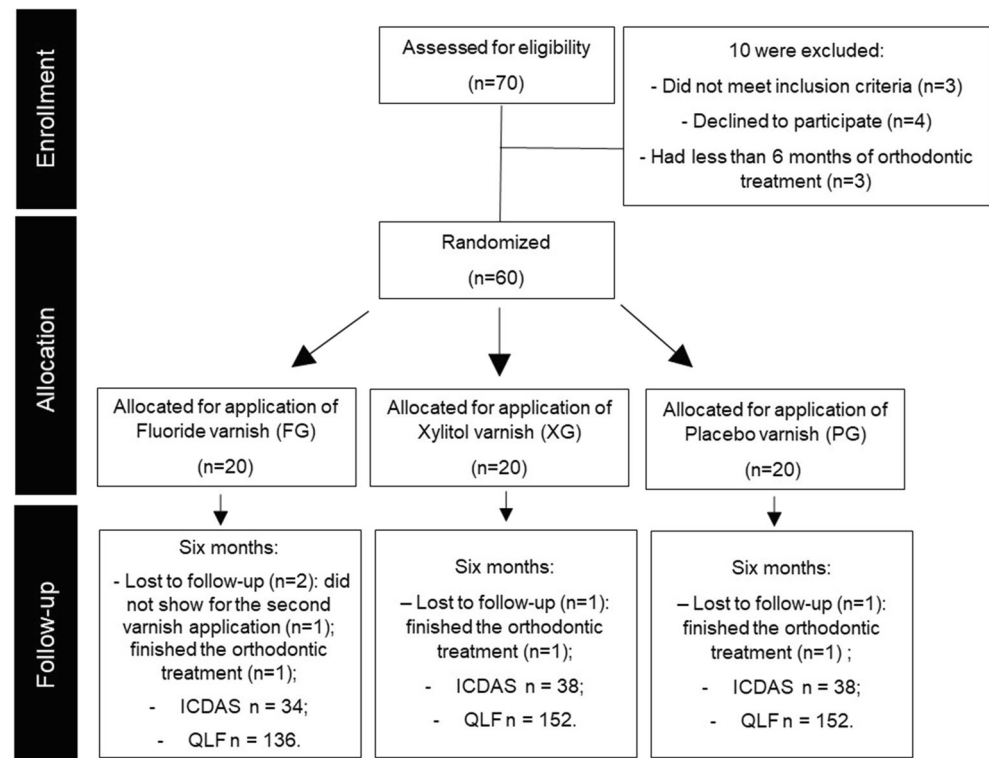 Enrollment
Assessed for eligibility
(n=70)
10 were excluded:
- Did not meet inclusion criteria (n=3)
- Declined to participate (n=4)
- Had less than 6 months of orthodontic
treatment (n=3)
Allocation
Randomized
(n=60)
Allocated for application of
Fluoride varnish (FG)
(n=20)
Allocated for application of
Xylitol varnish (XG)
(n=20)
Allocated for application of
Placebo varnish (PG)
(n=20)
Follow-up
Six months:
- Lost to follow-up (n=2): did
not show for the second
varnish application (n=1);
finished the orthodontic
treatment (n=1);
- ICDAS n = 34;
- QLF n = 136.
Six months:
– Lost to follow-up (n=1):
finished the orthodontic
treatment (n=1);
- ICDAS n = 38;
- QLF n = 152.
Six months:
– Lost to follow-up (n=1):
finished the orthodontic
treatment (n=1) ;
- ICDAS n = 38;
- QLF n = 152.